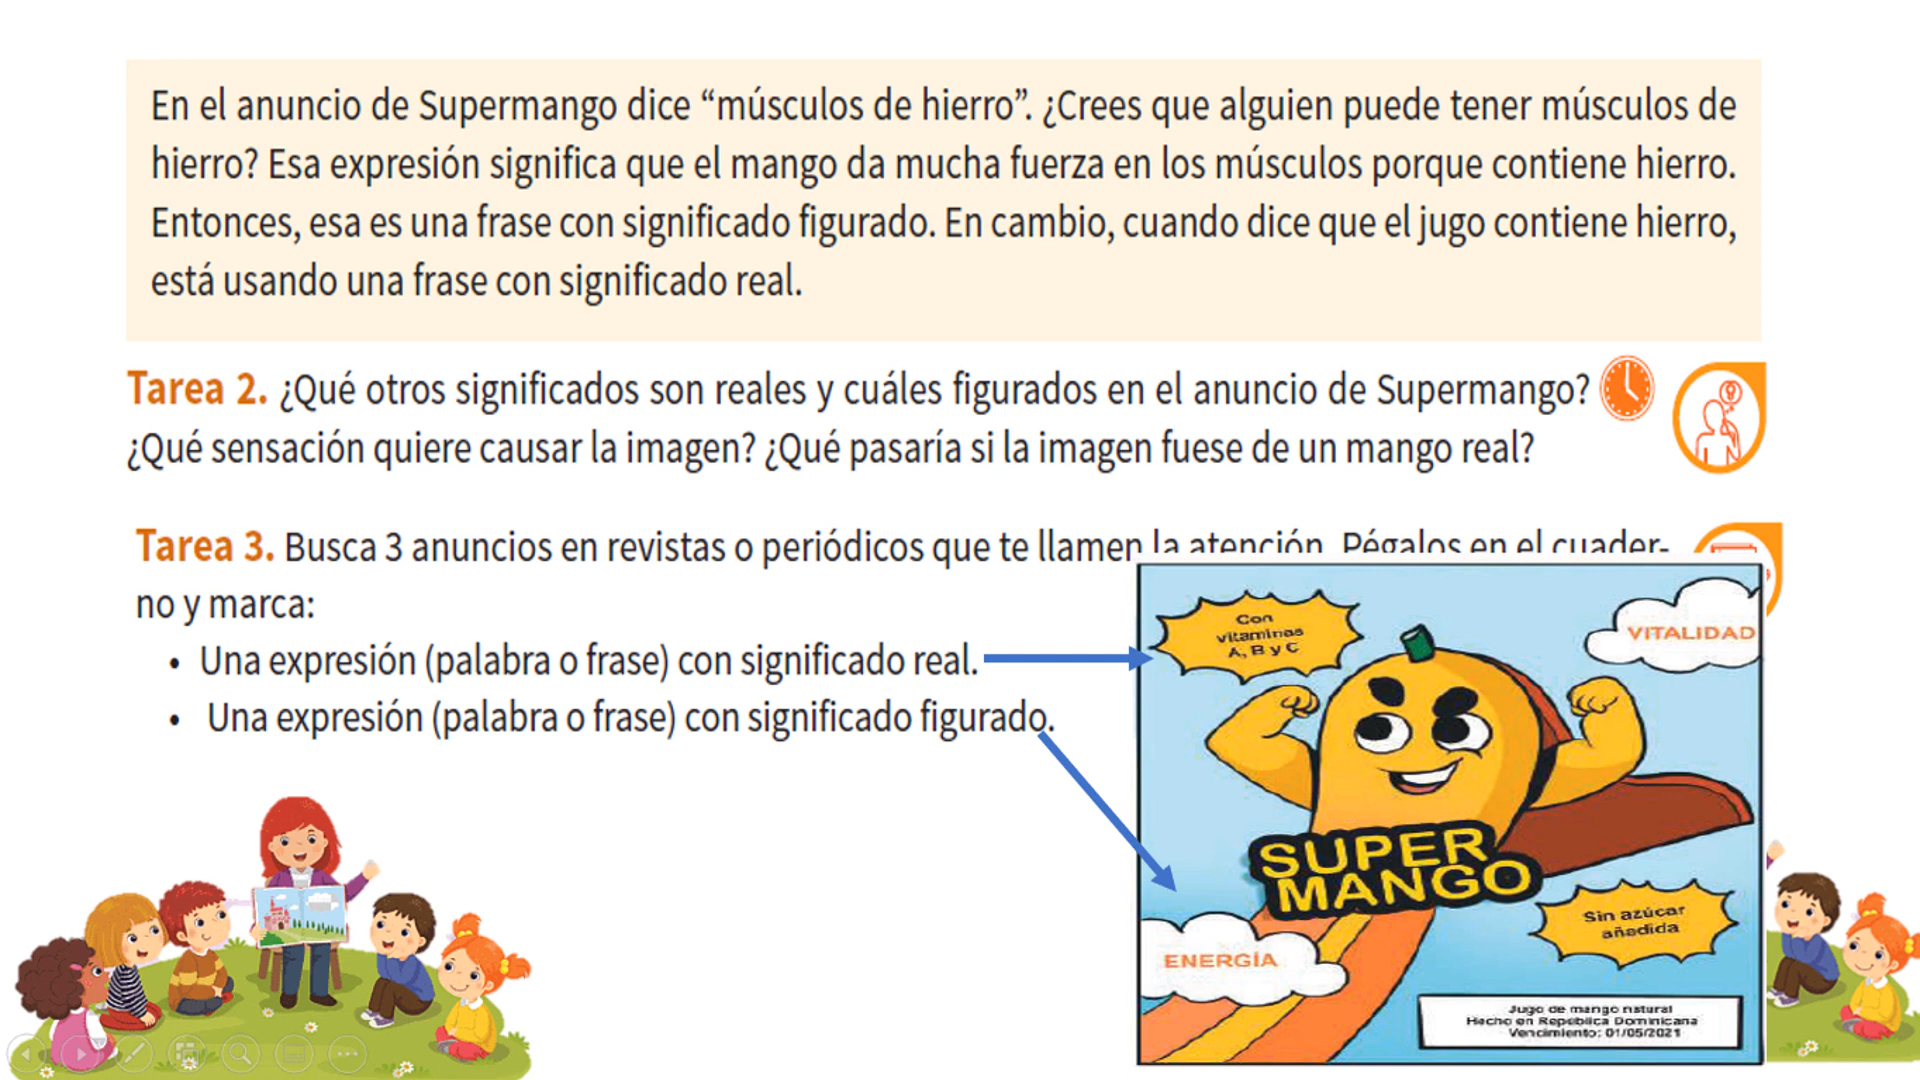 En el anuncio de Supermango dice “músculos de hierro”. ¿Crees que alguien puede tener músculos de
hierro? Esa expresión significa que el mango da mucha fuerza en los músculos porque contiene hierro.
Entonces, esa es una frase con significado figurado. En cambio, cuando dice que el jugo contiene hierro,
está usando una frase con significado real.
Tarea 2. ¿Qué otros significados son reales y cuáles figurados en el anuncio de Supermango?
¿Qué sensación quiere causar la imagen? ¿Qué pasaría si la imagen fuese de un mango real?
Tarea 3. Busca 3 anuncios en revistas o periódicos que te llamen la atención. Pégalos en el cuader-
no y marca:
• Una expresión (palabra o frase) con significado real.
• Una expresión (palabra o frase) con significado figurado.
Con
vitaminas
A, B y C
VITALIDAD
SUPER
MANGO
Sin azúcar
añadida
ENERGÍA
Jugo de mango natural
Hecho en República Dominicana
Vencimiento: 01/05/2021